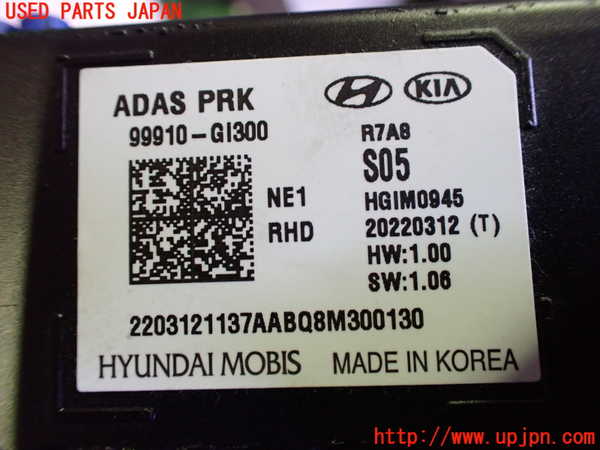 USED PARTS JAPAN
ADAS PRK
KIA
99910-GI300
R7A8
S05
NE1
HGIM0945
RHD
20220312 (T)
HW:1.00
SW:1.06
2203121137AABQ8M300130
HYUNDAI MOBIS MADE IN KOREA
http://www.upjpn.com